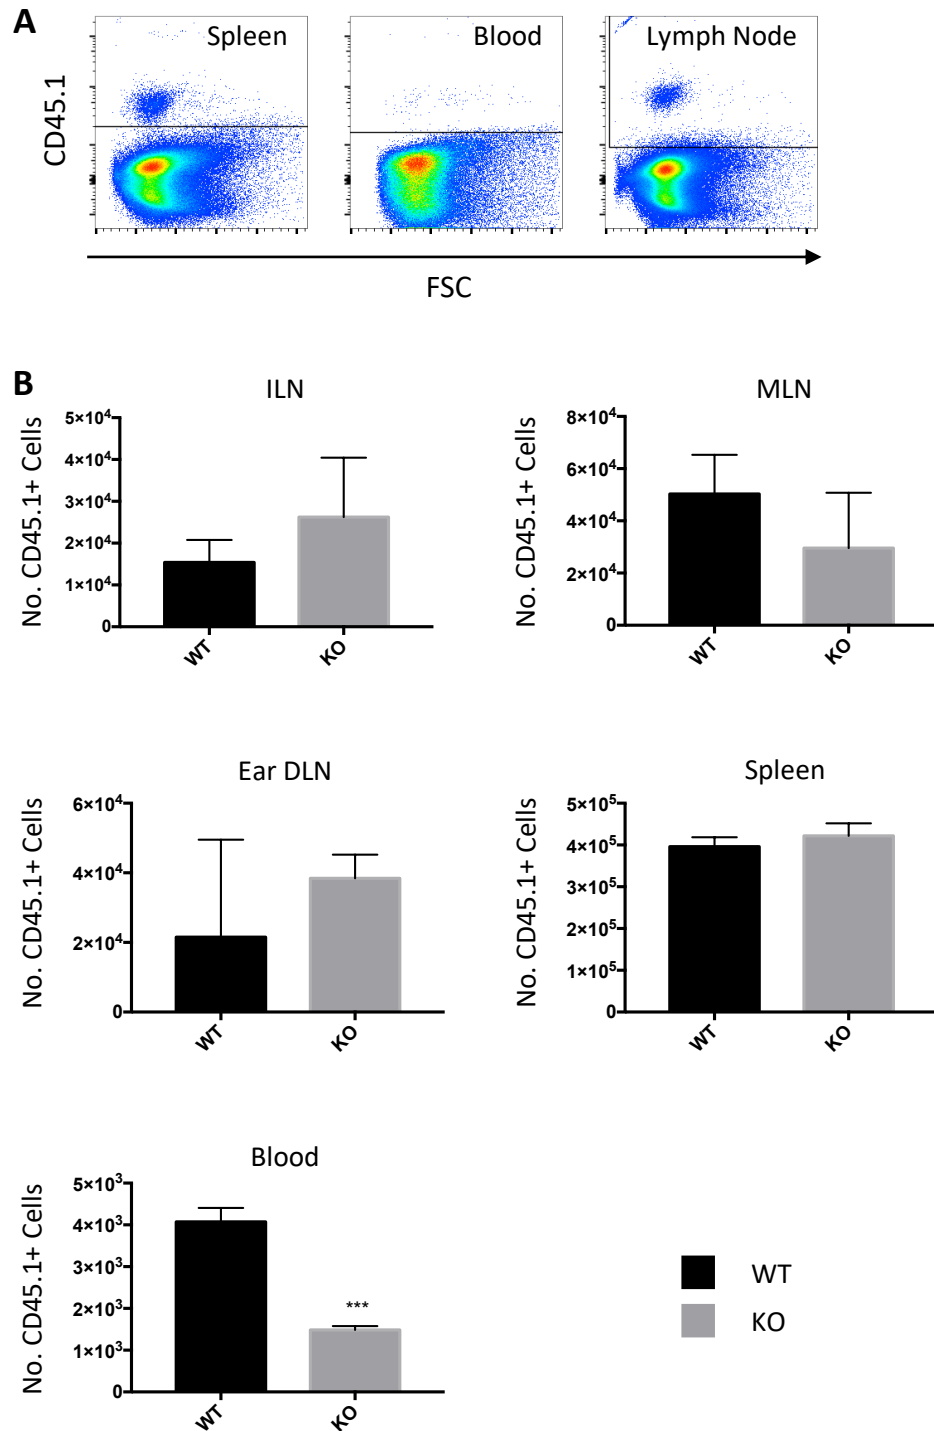 A
Spleen
Blood
Lymph Node
CD45.1
FSC
B
ILN
No. CD45.1+ Cells
5×10⁴
4×10⁴
3×10⁴
2×10⁴
1×10⁴
0
WT
KO
MLN
No. CD45.1+ Cells
8×10⁴
6×10⁴
4×10⁴
2×10⁴
0
WT
KO
Ear DLN
No. CD45.1+ Cells
6×10⁴
4×10⁴
2×10⁴
0
WT
KO
Spleen
No. CD45.1+ Cells
5×10⁵
4×10⁵
3×10⁵
2×10⁵
1×10⁵
0
WT
KO
Blood
No. CD45.1+ Cells
5×10³
4×10³
3×10³
2×10³
1×10³
0
***
WT
KO
WT
KO